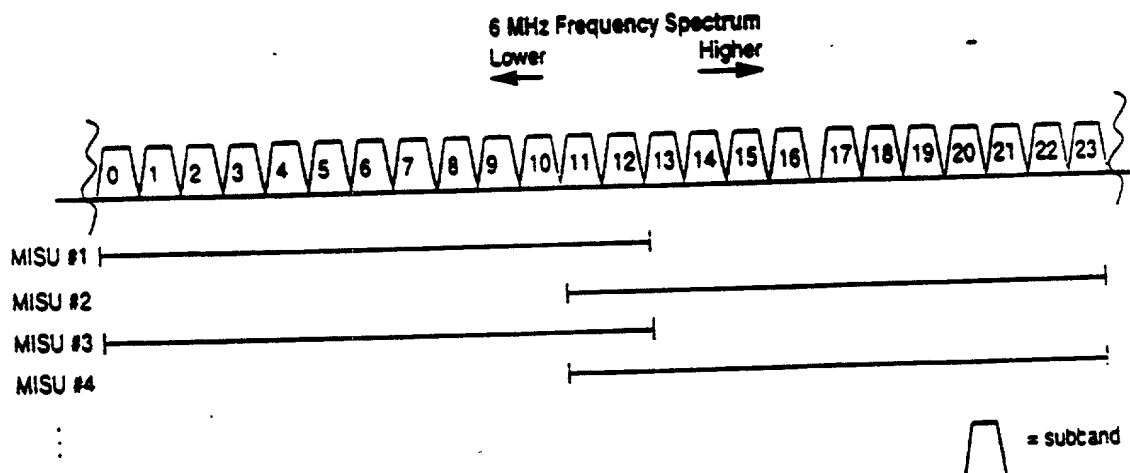 6 MHz Frequency Spectrum
Lower Higher
0 1 2 3 4 5 6 7 8 9 10 11 12 13 14 15 16 17 18 19 20 21 22 23
MISU #1
MISU #2
MISU #3
MISU #4
= subband